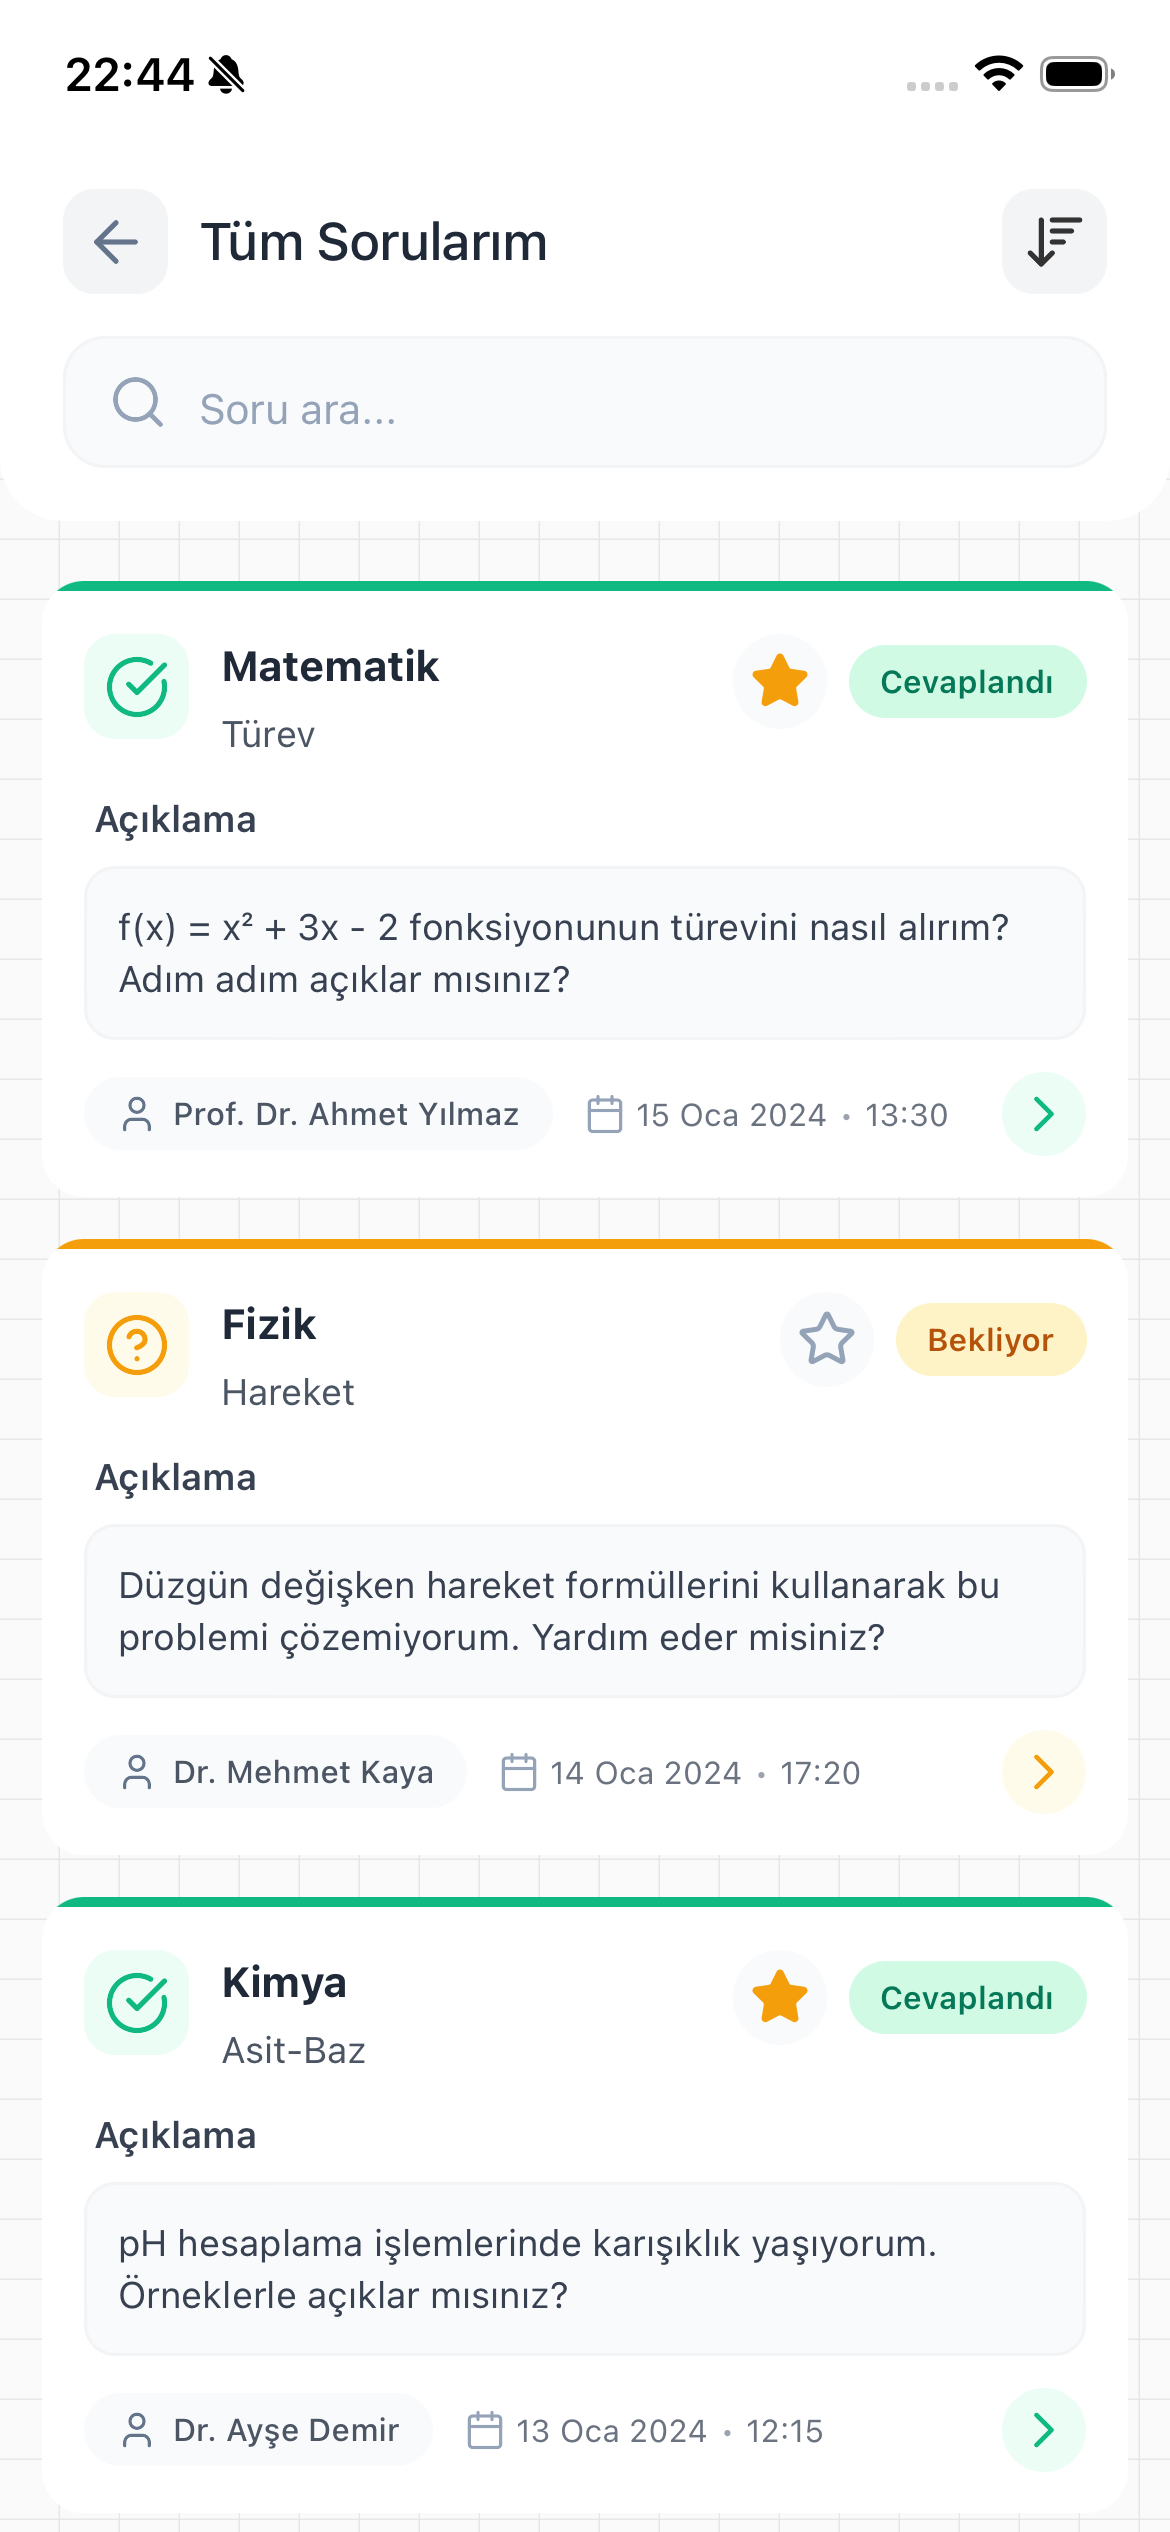 22:44
Tüm Sorularım
Soru ara...
Matematik
Cevaplandı
Türev
Açıklama
f(x) = x² + 3x - 2 fonksiyonunun türevini nasıl alırım?
Adım adım açıklar mısınız?
Prof. Dr. Ahmet Yılmaz 15 Oca 2024 • 13:30
Fizik
Bekliyor
Hareket
Açıklama
Düzgün değişken hareket formüllerini kullanarak bu
problemi çözemiyorum. Yardım eder misiniz?
Dr. Mehmet Kaya 14 Oca 2024 • 17:20
Kimya
Cevaplandı
Asit-Baz
Açıklama
pH hesaplama işlemlerinde karışıklık yaşıyorum.
Örneklerle açıklar mısınız?
Dr. Ayşe Demir 13 Oca 2024 • 12:15